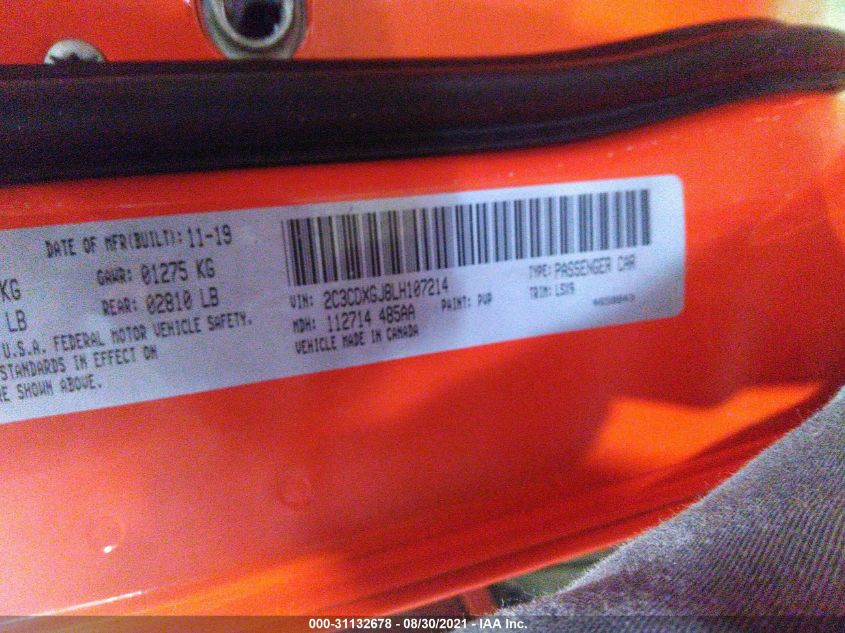 DATE OF MFR(BUILT): 11-19
KG GAWR: 01275 KG
LB REAR: 02810 LB
U.S.A. FEDERAL MOTOR VEHICLE SAFETY.
STANDARDS IN EFFECT ON
RE SHOWN ABOVE.
VIN: 2C3CDXGJ8LH107214 TYPE: PASSENGER CAR
MDH: 112714 485AA PAINT: PVP TRIM: LSX9
VEHICLE MADE IN CANADA
000-31132678 - 08/30/2021 - IAA Inc.